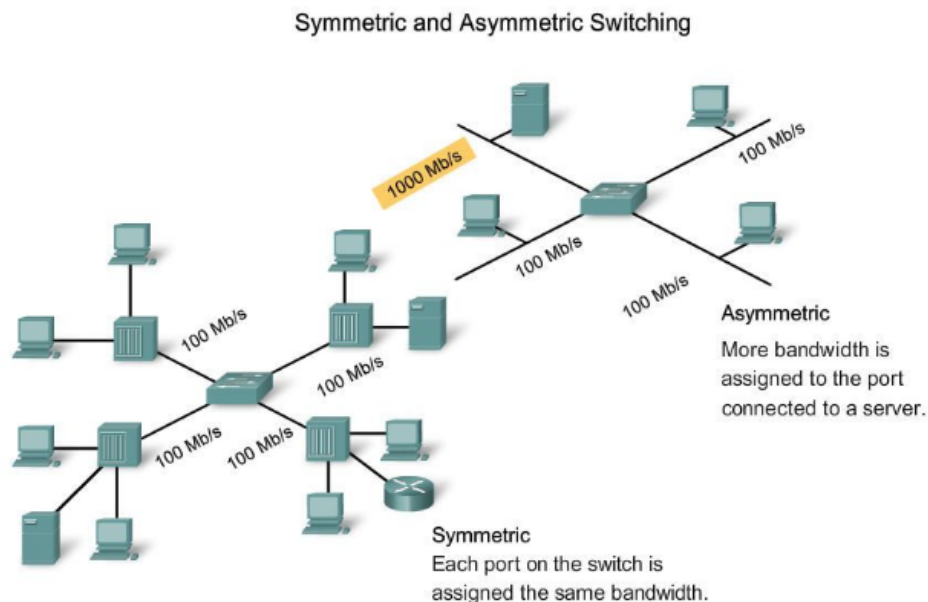 Symmetric and Asymmetric Switching
1000 Mb/s
100 Mb/s
100 Mb/s
100 Mb/s
Asymmetric
More bandwidth is
assigned to the port
connected to a server.
100 Mb/s
100 Mb/s
100 Mb/s
100 Mb/s
Symmetric
Each port on the switch is
assigned the same bandwidth.